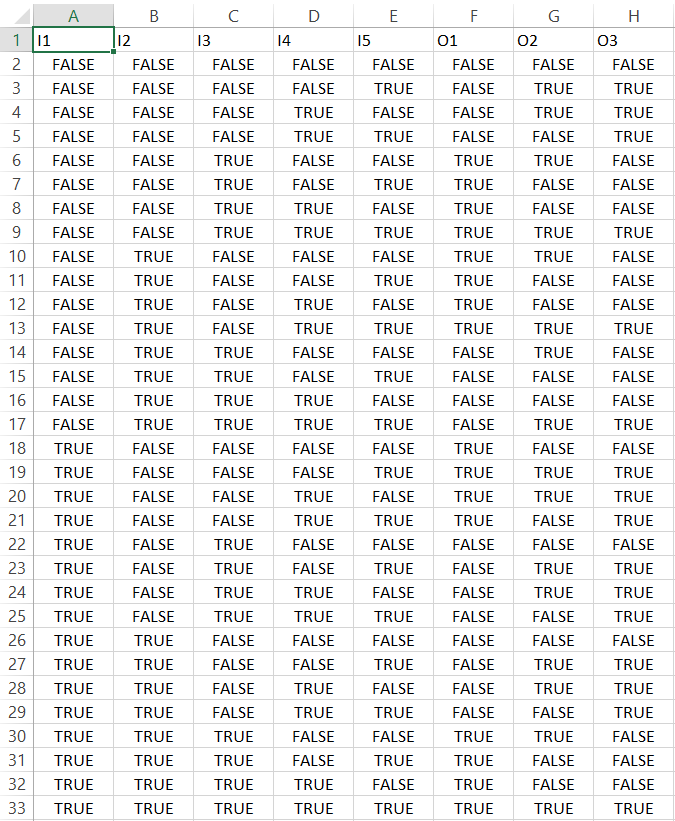 A B C D E F G H
1 I1 I2 I3 I4 I5 O1 O2 O3
2 FALSE FALSE FALSE FALSE FALSE FALSE FALSE FALSE
3 FALSE FALSE FALSE FALSE TRUE FALSE TRUE TRUE
4 FALSE FALSE FALSE TRUE FALSE FALSE TRUE TRUE
5 FALSE FALSE FALSE TRUE TRUE FALSE FALSE TRUE
6 FALSE FALSE TRUE FALSE FALSE TRUE TRUE FALSE
7 FALSE FALSE TRUE FALSE TRUE TRUE FALSE FALSE
8 FALSE FALSE TRUE TRUE FALSE TRUE FALSE FALSE
9 FALSE FALSE TRUE TRUE TRUE TRUE TRUE TRUE
10 FALSE TRUE FALSE FALSE FALSE TRUE TRUE FALSE
11 FALSE TRUE FALSE FALSE TRUE TRUE FALSE FALSE
12 FALSE TRUE FALSE TRUE FALSE TRUE FALSE FALSE
13 FALSE TRUE FALSE TRUE TRUE TRUE TRUE TRUE
14 FALSE TRUE TRUE FALSE FALSE FALSE TRUE FALSE
15 FALSE TRUE TRUE FALSE TRUE FALSE FALSE FALSE
16 FALSE TRUE TRUE TRUE FALSE FALSE FALSE FALSE
17 FALSE TRUE TRUE TRUE TRUE FALSE TRUE TRUE
18 TRUE FALSE FALSE FALSE FALSE TRUE FALSE FALSE
19 TRUE FALSE FALSE FALSE TRUE TRUE TRUE TRUE
20 TRUE FALSE FALSE TRUE FALSE TRUE TRUE TRUE
21 TRUE FALSE FALSE TRUE TRUE TRUE FALSE TRUE
22 TRUE FALSE TRUE FALSE FALSE FALSE FALSE FALSE
23 TRUE FALSE TRUE FALSE TRUE FALSE TRUE TRUE
24 TRUE FALSE TRUE TRUE FALSE FALSE TRUE TRUE
25 TRUE FALSE TRUE TRUE TRUE FALSE FALSE TRUE
26 TRUE TRUE FALSE FALSE FALSE FALSE FALSE FALSE
27 TRUE TRUE FALSE FALSE TRUE FALSE TRUE TRUE
28 TRUE TRUE FALSE TRUE FALSE FALSE TRUE TRUE
29 TRUE TRUE FALSE TRUE TRUE FALSE FALSE TRUE
30 TRUE TRUE TRUE FALSE FALSE TRUE TRUE FALSE
31 TRUE TRUE TRUE FALSE TRUE TRUE FALSE FALSE
32 TRUE TRUE TRUE TRUE FALSE TRUE FALSE FALSE
33 TRUE TRUE TRUE TRUE TRUE TRUE TRUE TRUE